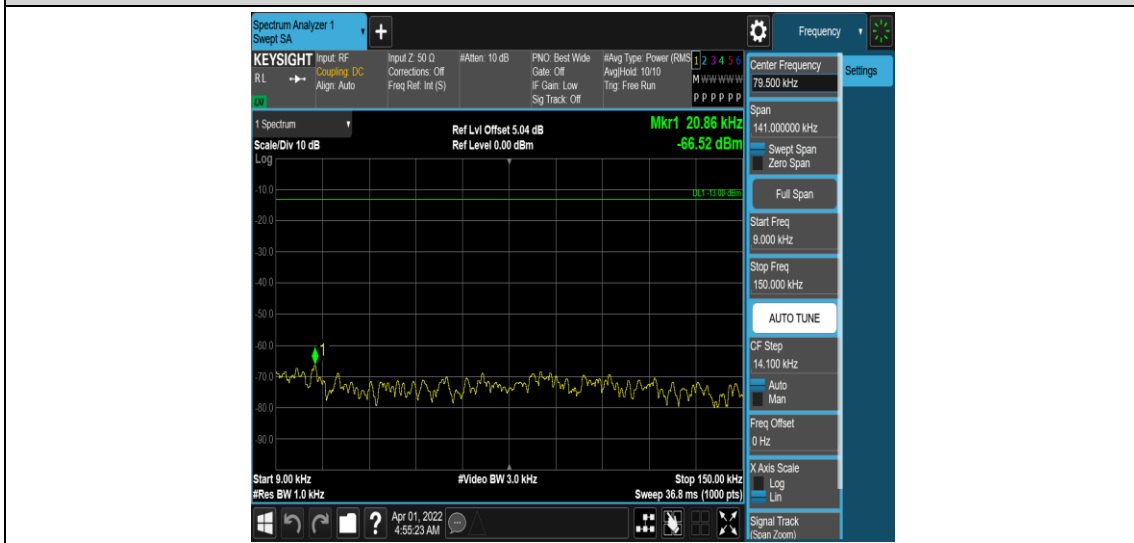 Spectrum Analyzer 1
Swept SA
+
Frequency
KEYSIGHT
RL
LXI
Input: RF
Coupling: DC
Align: Auto
Input Z: 50 Ω
Corrections: Off
Freq Ref: Int (S)
#Atten: 10 dB
PNO: Best Wide
Gate: Off
IF Gain: Low
Sig Track: Off
#Avg Type: Power (RMS
Avg|Hold: 10/10
Trig: Free Run
1 2 3 4 5 6
M W W W W W
P P P P P P
Center Frequency
79.500 kHz
Settings
1 Spectrum
Scale/Div 10 dB
Ref Lvl Offset 5.04 dB
Ref Level 0.00 dBm
Mkr1 20.86 kHz
-66.52 dBm
Log
-10.0
-20.0
-30.0
-40.0
-50.0
-60.0
-70.0
-80.0
-90.0
DL1 -13.00 dBm
1
Start 9.00 kHz
#Res BW 1.0 kHz
#Video BW 3.0 kHz
Stop 150.00 kHz
Sweep 36.8 ms (1000 pts)
Span
141.000000 kHz
Swept Span
Zero Span
Full Span
Start Freq
9.000 kHz
Stop Freq
150.000 kHz
AUTO TUNE
CF Step
14.100 kHz
Auto
Man
Freq Offset
0 Hz
X Axis Scale
Log
Lin
Signal Track
(Span Zoom)
?
Apr 01, 2022
4:55:23 AM